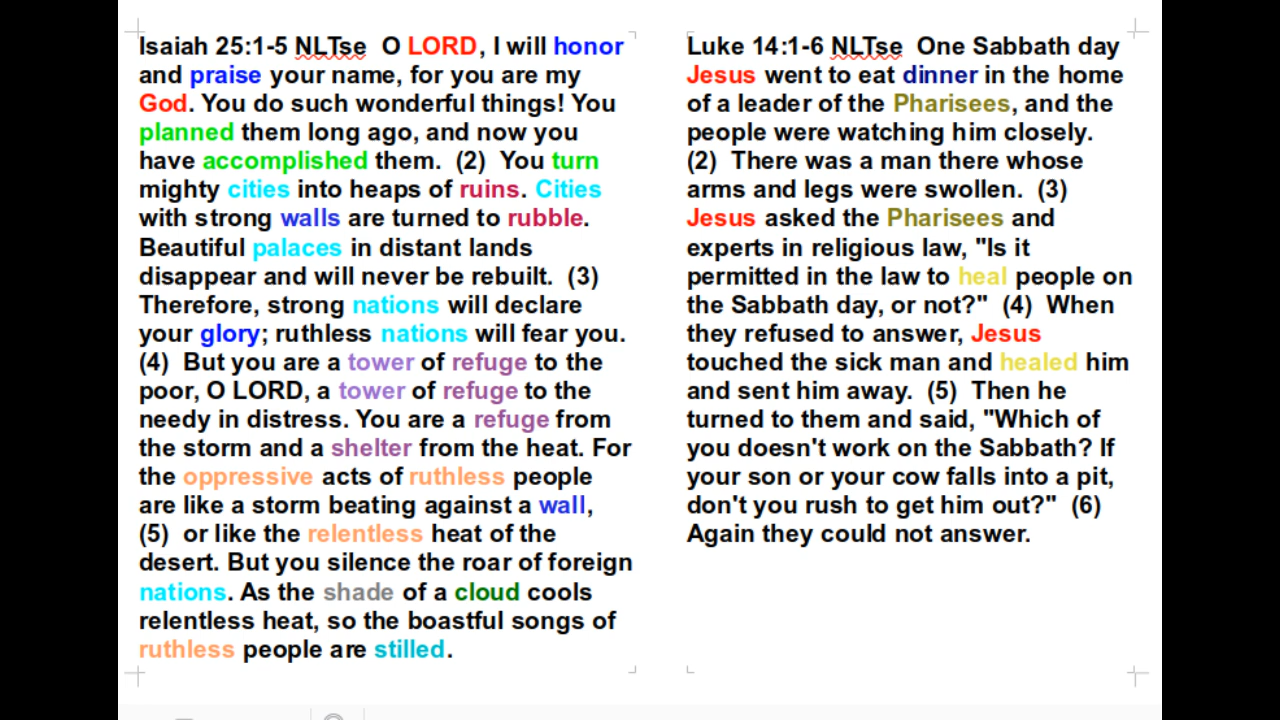 Isaiah 25:1-5 NLTse  O LORD, I will honor
and praise your name, for you are my
God. You do such wonderful things! You
planned them long ago, and now you
have accomplished them.  (2)  You turn
mighty cities into heaps of ruins. Cities
with strong walls are turned to rubble.
Beautiful palaces in distant lands
disappear and will never be rebuilt.  (3)
Therefore, strong nations will declare
your glory; ruthless nations will fear you.
(4)  But you are a tower of refuge to the
poor, O LORD, a tower of refuge to the
needy in distress. You are a refuge from
the storm and a shelter from the heat. For
the oppressive acts of ruthless people
are like a storm beating against a wall,
(5)  or like the relentless heat of the
desert. But you silence the roar of foreign
nations. As the shade of a cloud cools
relentless heat, so the boastful songs of
ruthless people are stilled.
Luke 14:1-6 NLTse  One Sabbath day
Jesus went to eat dinner in the home
of a leader of the Pharisees, and the
people were watching him closely.
(2)  There was a man there whose
arms and legs were swollen.  (3)
Jesus asked the Pharisees and
experts in religious law, "Is it
permitted in the law to heal people on
the Sabbath day, or not?"  (4)  When
they refused to answer, Jesus
touched the sick man and healed him
and sent him away.  (5)  Then he
turned to them and said, "Which of
you doesn't work on the Sabbath? If
your son or your cow falls into a pit,
don't you rush to get him out?"  (6)
Again they could not answer.